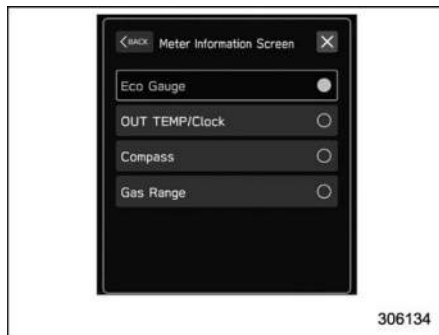 BACK Meter Information Screen X
Eco Gauge
OUT TEMP/Clock
Compass
Gas Range
306134